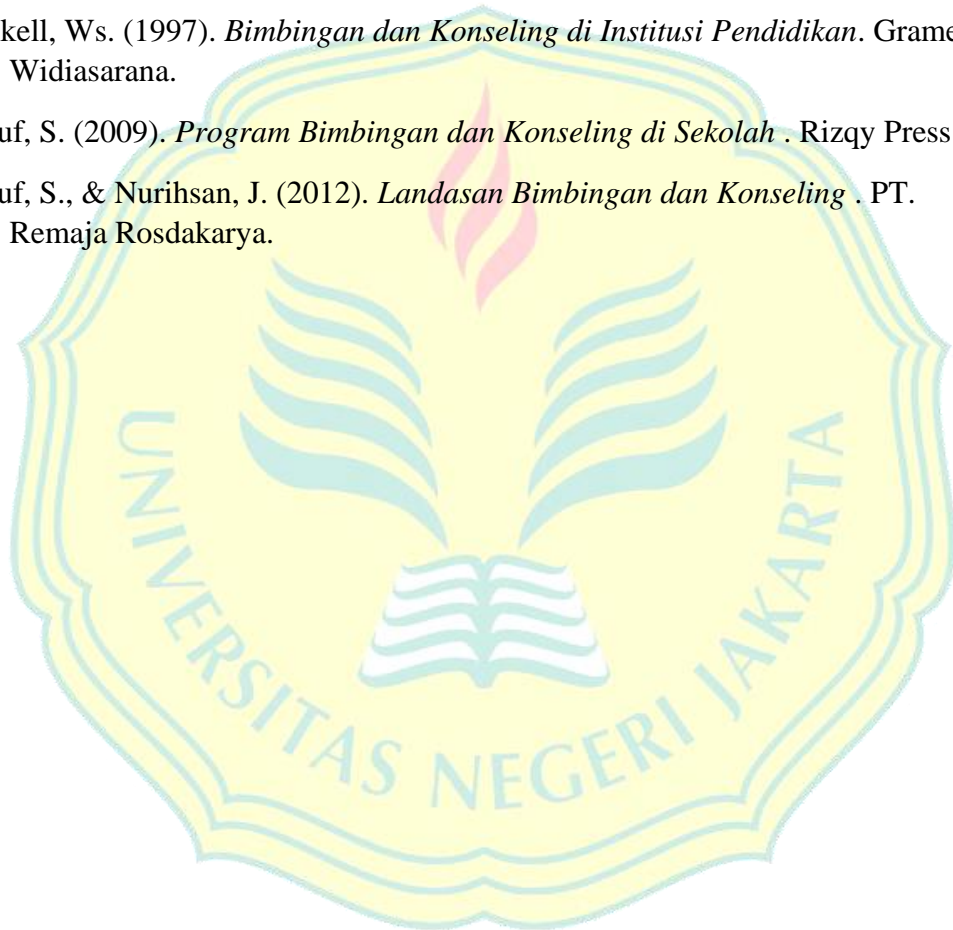 kell, Ws. (1997). Bimbingan dan Konseling di Institusi Pendidikan. Grame
Widiasarana.
uf, S. (2009). Program Bimbingan dan Konseling di Sekolah . Rizqy Press
uf, S., & Nurihsan, J. (2012). Landasan Bimbingan dan Konseling . PT.
Remaja Rosdakarya.
UNIVERSITAS NEGERI JAKARTA